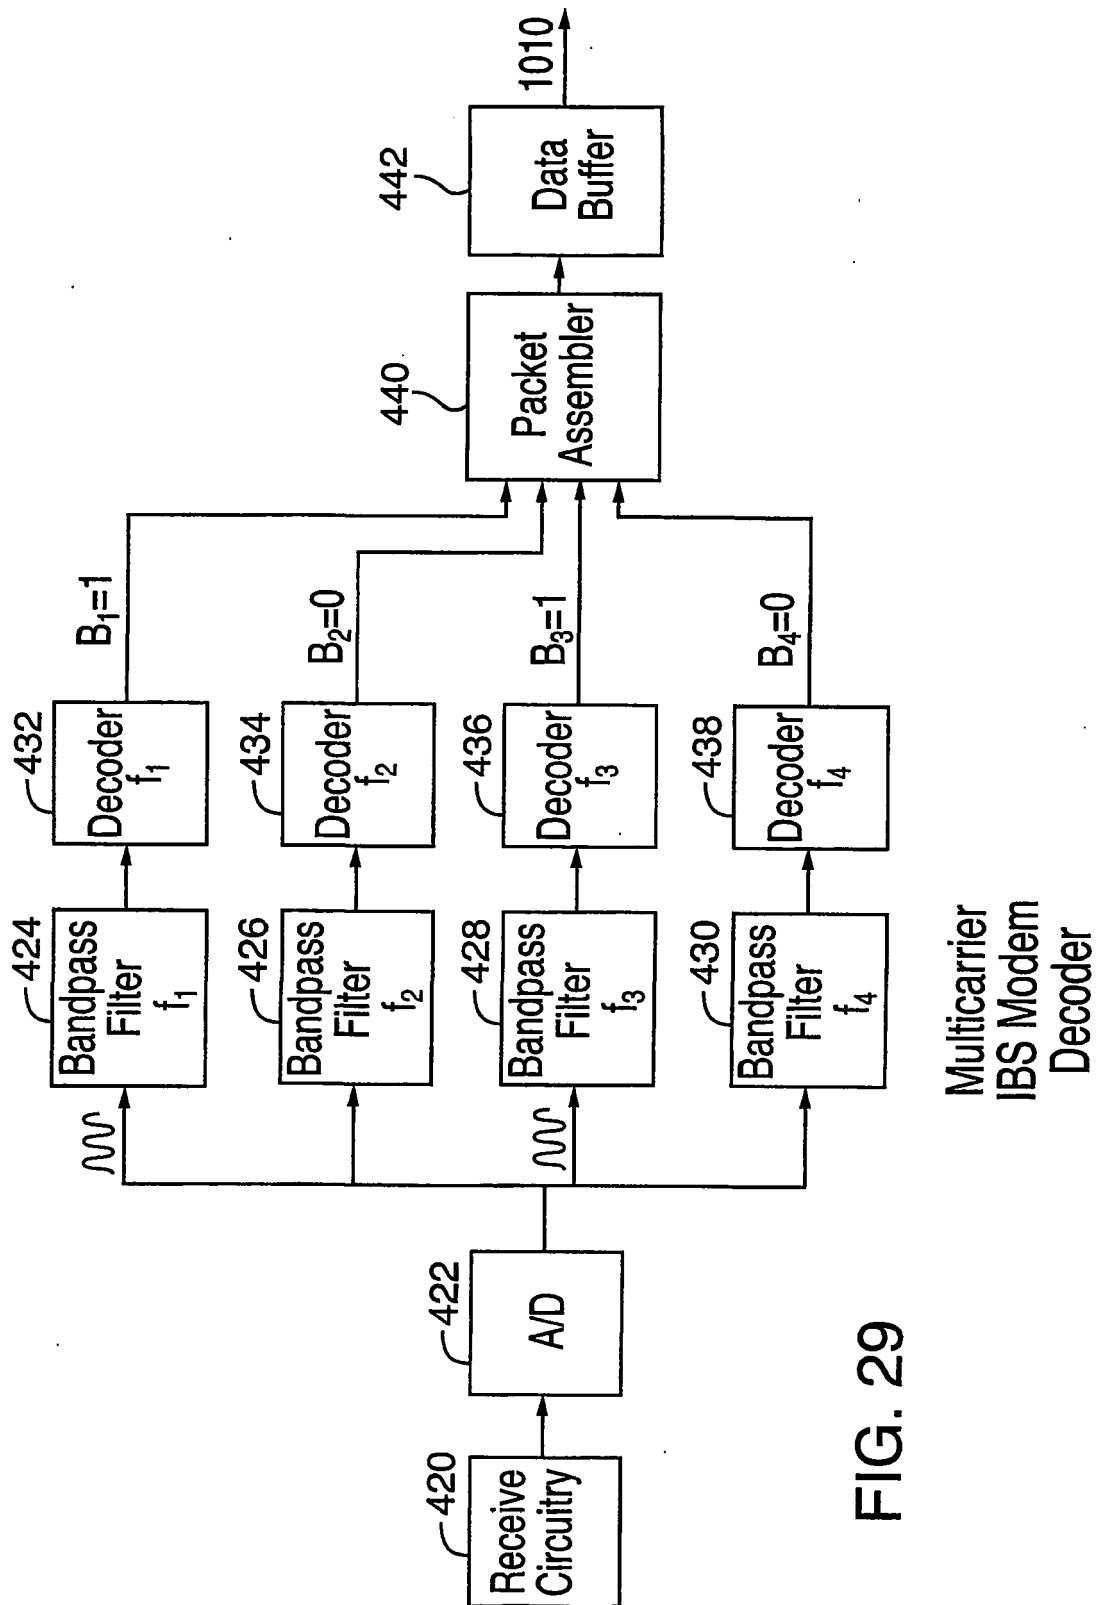 420
Receive
Circuitry
422
A/D
424
Bandpass
Filter
f1
426
Bandpass
Filter
f2
428
Bandpass
Filter
f3
430
Bandpass
Filter
f4
432
Decoder
f1
434
Decoder
f2
436
Decoder
f3
438
Decoder
f4
B1=1
B2=0
B3=1
B4=0
440
Packet
Assembler
442
Data
Buffer
1010
FIG. 29
Multicarrier
IBS Modem
Decoder